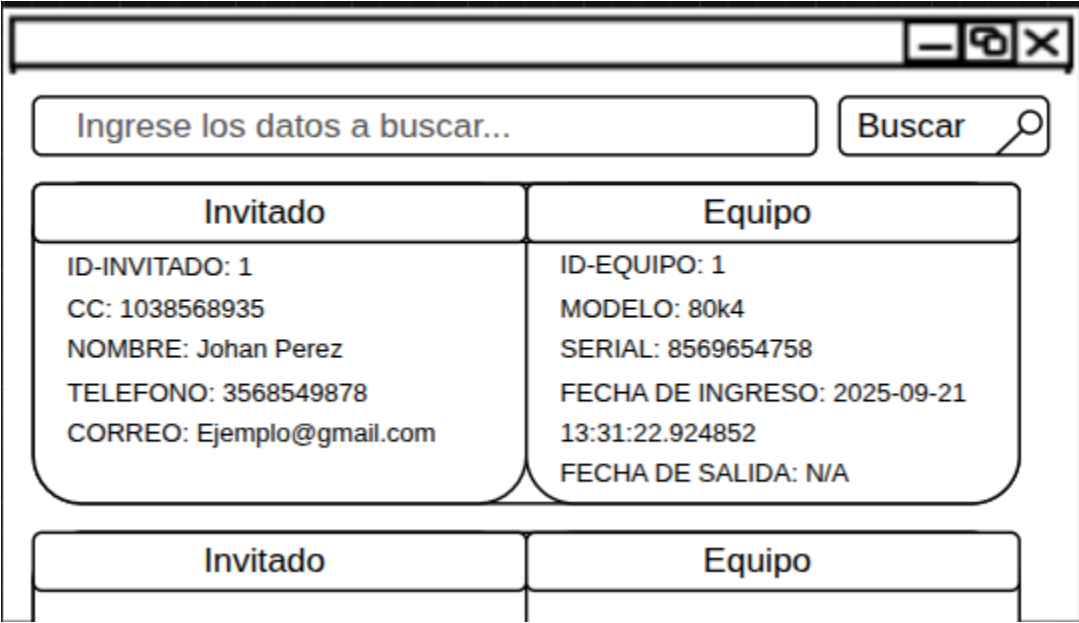 Ingrese los datos a buscar...
Buscar
Invitado
Equipo
ID-INVITADO: 1
CC: 1038568935
NOMBRE: Johan Perez
TELEFONO: 3568549878
CORREO: Ejemplo@gmail.com
ID-EQUIPO: 1
MODELO: 80k4
SERIAL: 8569654758
FECHA DE INGRESO: 2025-09-21
13:31:22.924852
FECHA DE SALIDA: N/A
Invitado
Equipo